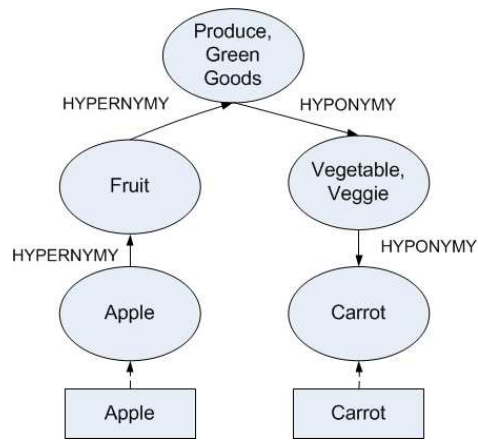 Produce,
Green
Goods
HYPERNYMY
HYPONYMY
Fruit
Vegetable,
Veggie
HYPERNYMY
HYPONYMY
Apple
Carrot
Apple
Carrot